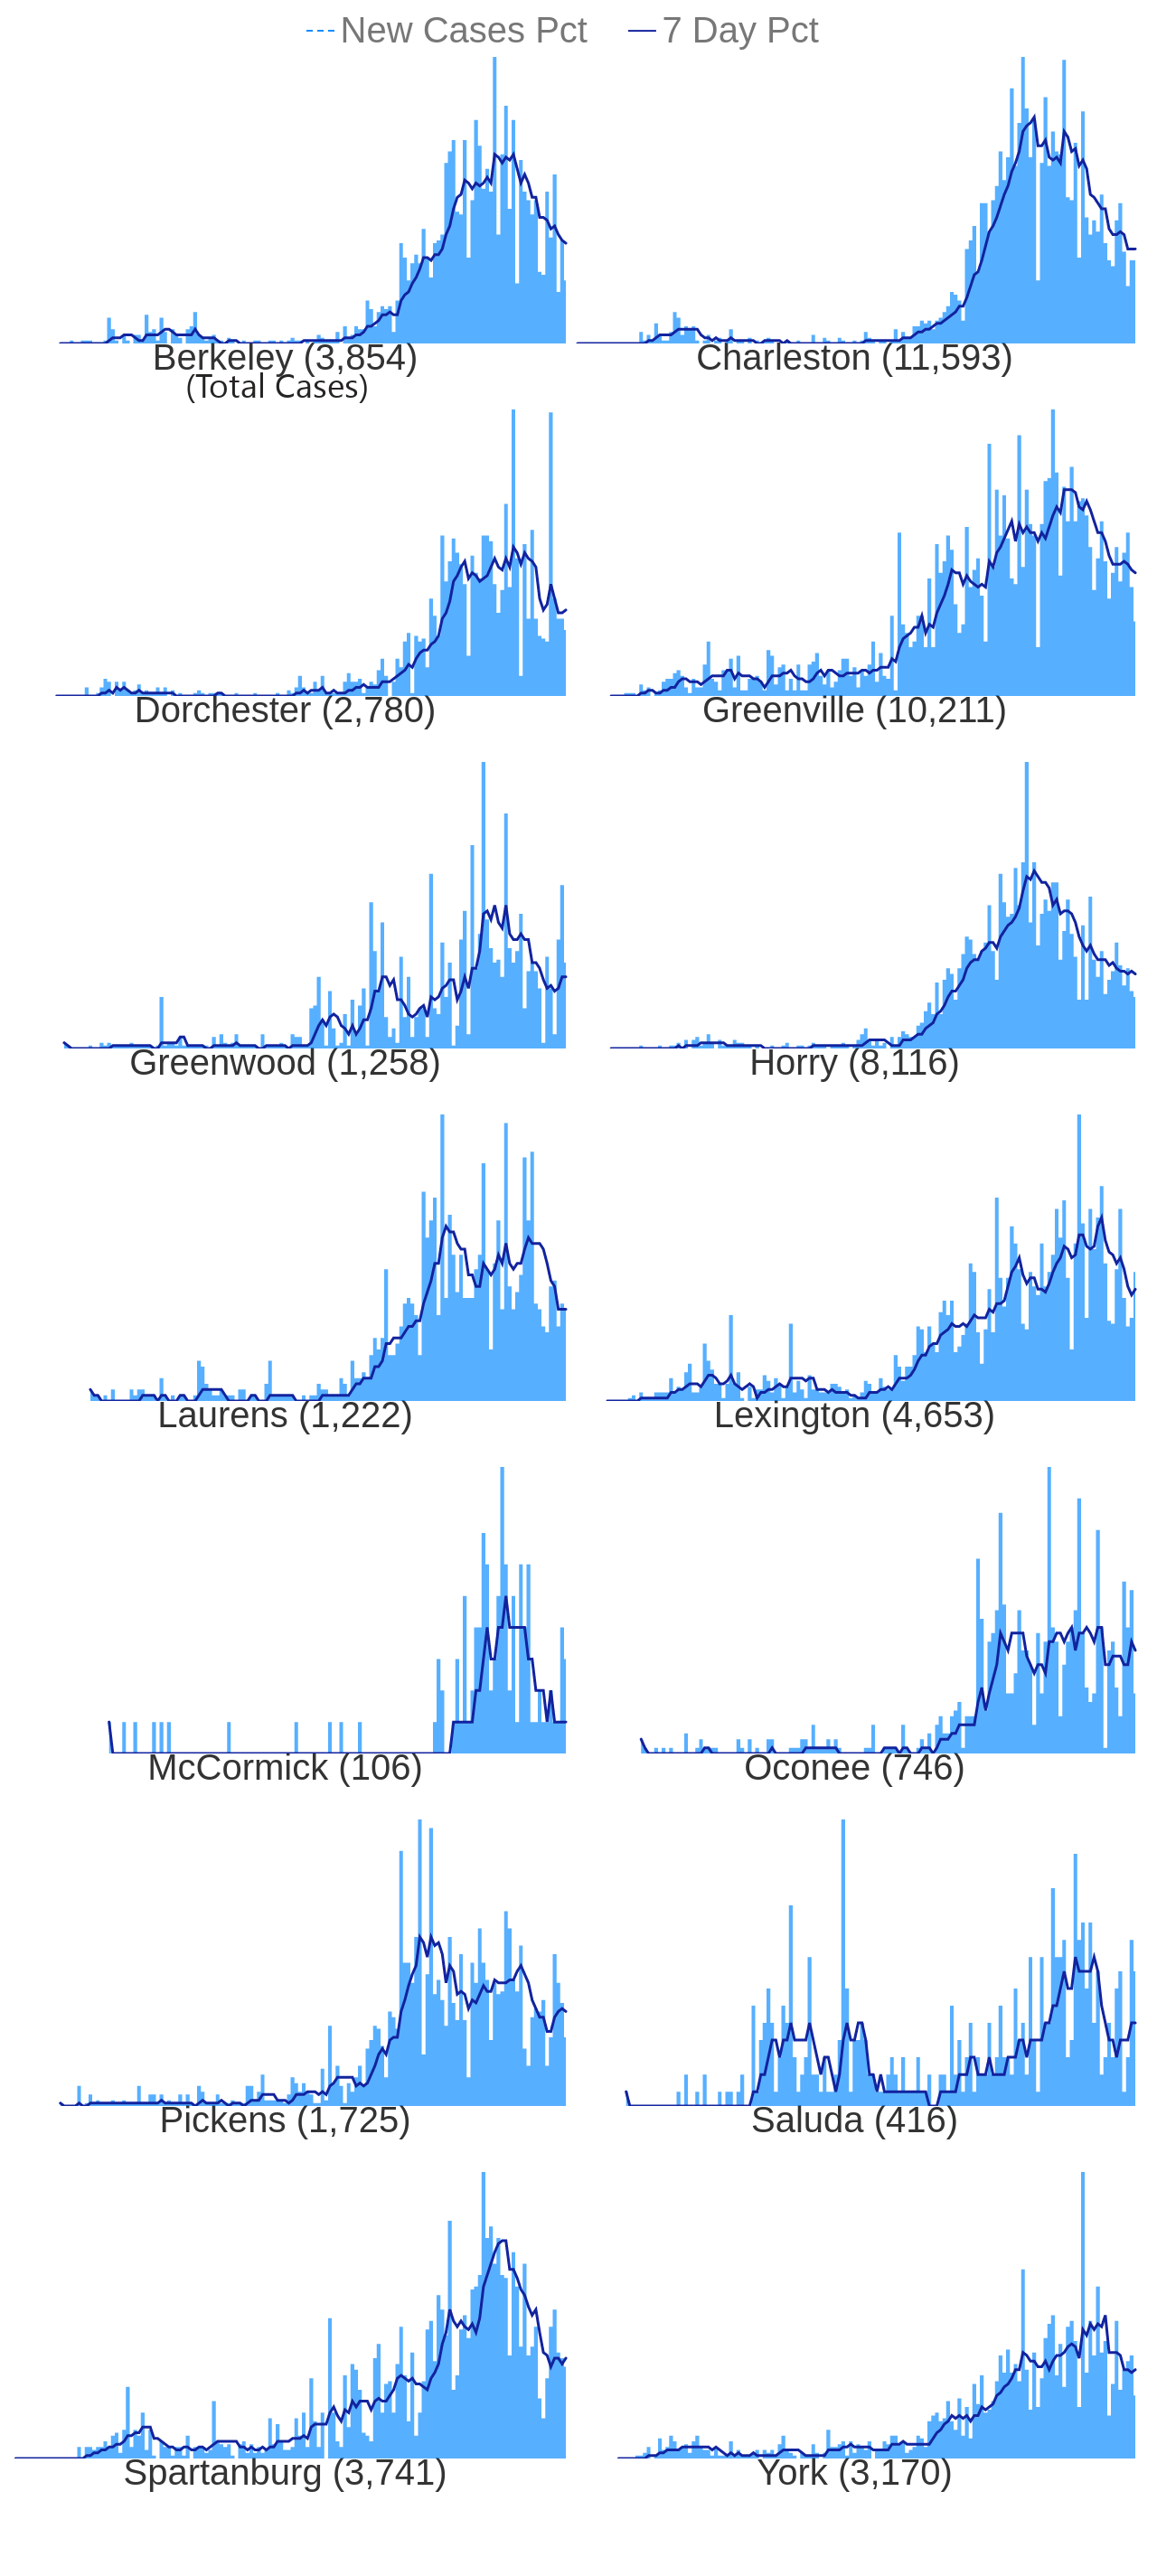 New Cases Pct 7 Day Pct
Berkeley (3,854) Charleston (11,593)
(Total Cases)
Dorchester (2,780) Greenville (10,211)
Greenwood (1,258) Horry (8,116)
Laurens (1,222) Lexington (4,653)
McCormick (106) Oconee (746)
Pickens (1,725) Saluda (416)
Spartanburg (3,741) York (3,170)